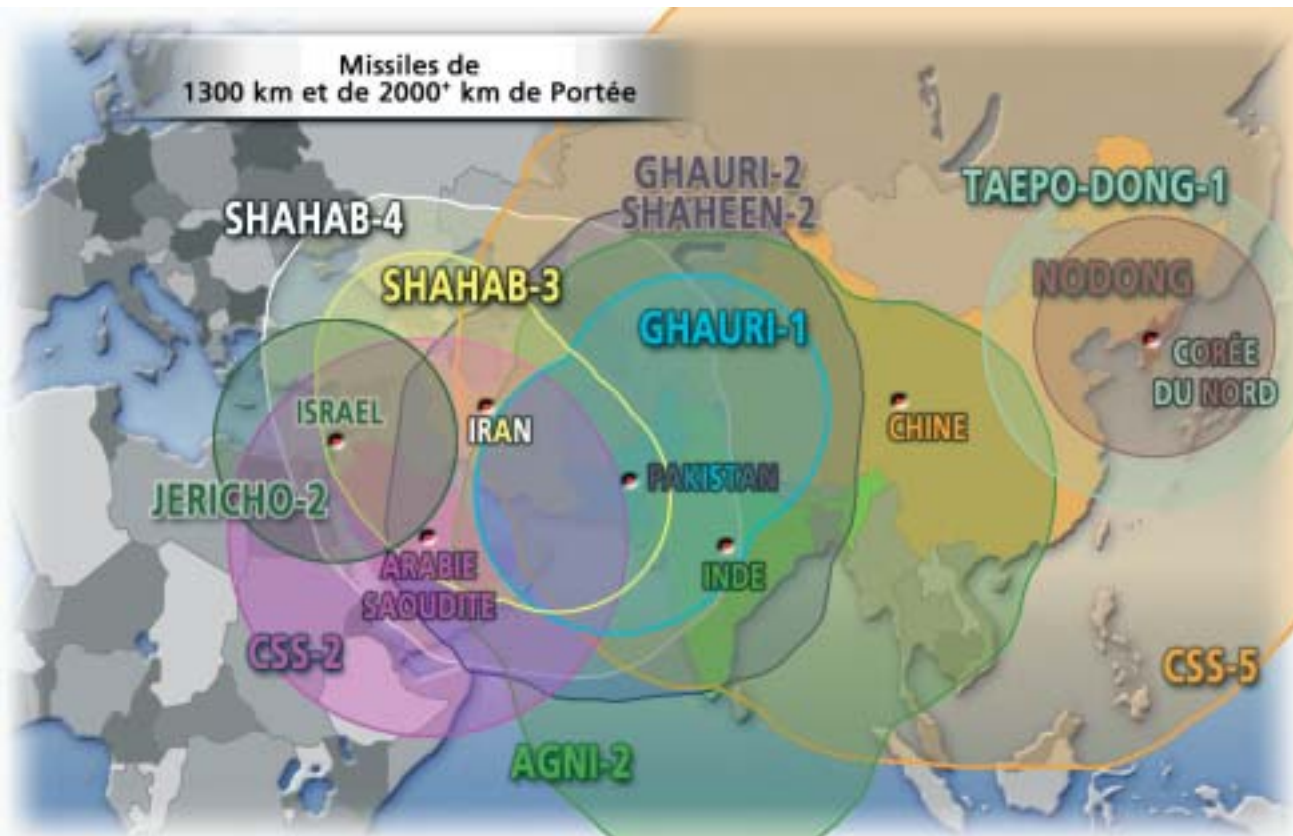 Missiles de
1300 km et de 2000⁺ km de Portée
GHAURI-2
SHAHEEN-2
TAEPO-DONG-1
SHAHAB-4
SHAHAB-3
NODONG
GHAURI-1
CORÉE
DU NORD
ISRAEL
IRAN
CHINE
JERICHO-2
PAKISTAN
ARABIE
SAOUDITE
INDE
CSS-2
CSS-5
AGNI-2